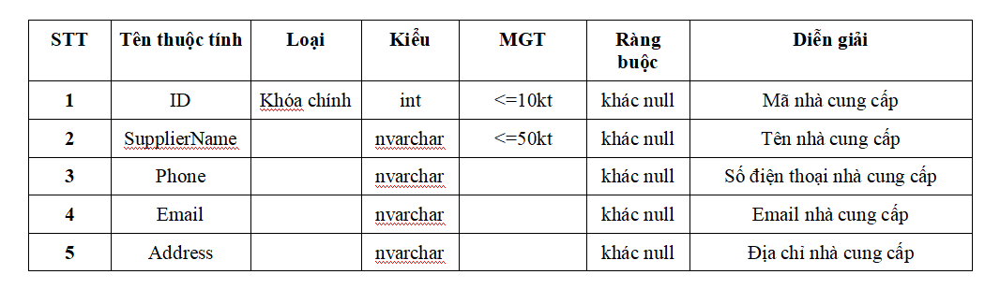 STT Tên thuộc tính Loại Kiểu MGT Ràng buộc Diễn giải
1 ID Khóa chính int <=10kt khác null Mã nhà cung cấp
2 SupplierName nvarchar <=50kt khác null Tên nhà cung cấp
3 Phone nvarchar khác null Số điện thoại nhà cung cấp
4 Email nvarchar khác null Email nhà cung cấp
5 Address nvarchar khác null Địa chỉ nhà cung cấp